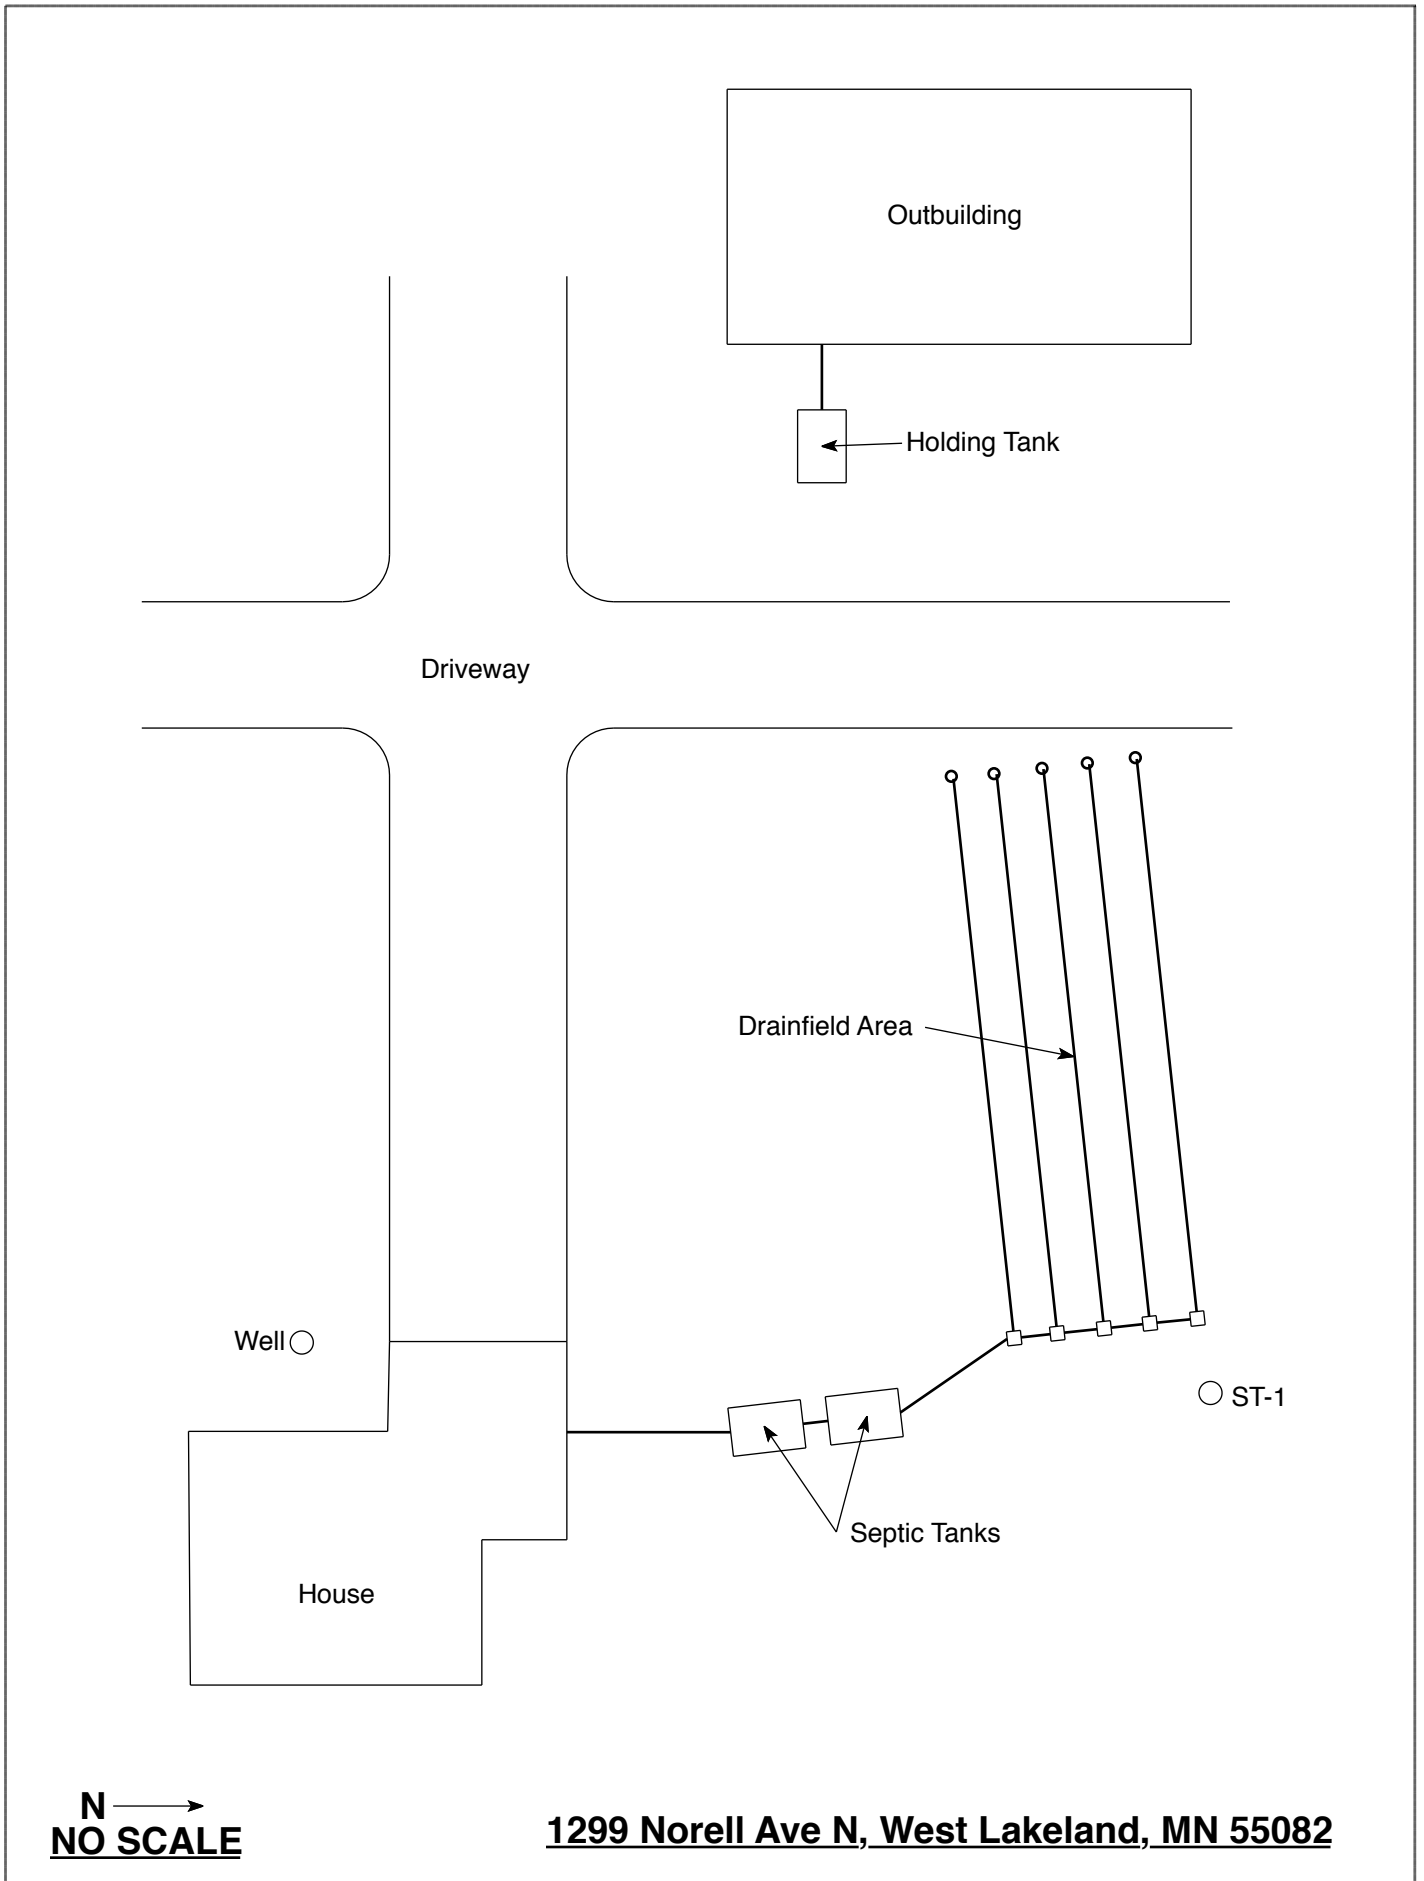 Outbuilding
Holding Tank
Driveway
Drainfield Area
Well
ST-1
Septic Tanks
House
N
NO SCALE
1299 Norell Ave N, West Lakeland, MN 55082